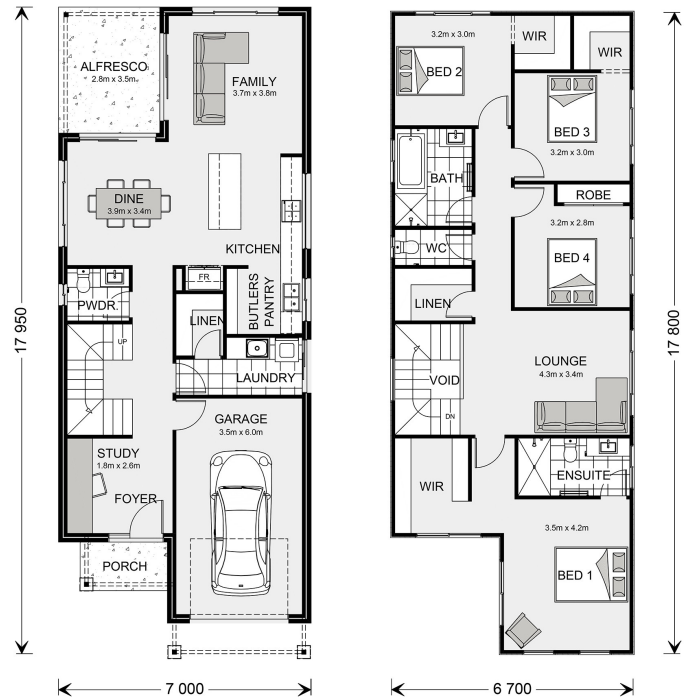 ALFRESCO
2.8m x 3.5m
FAMILY
3.7m x 3.8m
DINE
3.9m x 3.4m
KITCHEN
FR
BUTLERS
PANTRY
PWDR.
LINEN
UP
LAUNDRY
GARAGE
3.5m x 6.0m
STUDY
1.8m x 2.6m
FOYER
PORCH
17 950
7 000
3.2m x 3.0m
WIR
WIR
BED 2
BED 3
3.2m x 3.0m
BATH
ROBE
3.2m x 2.8m
WC
BED 4
LINEN
LOUNGE
4.3m x 3.4m
VOID
DN
WIR
ENSUITE
3.5m x 4.2m
BED 1
17 800
6 700